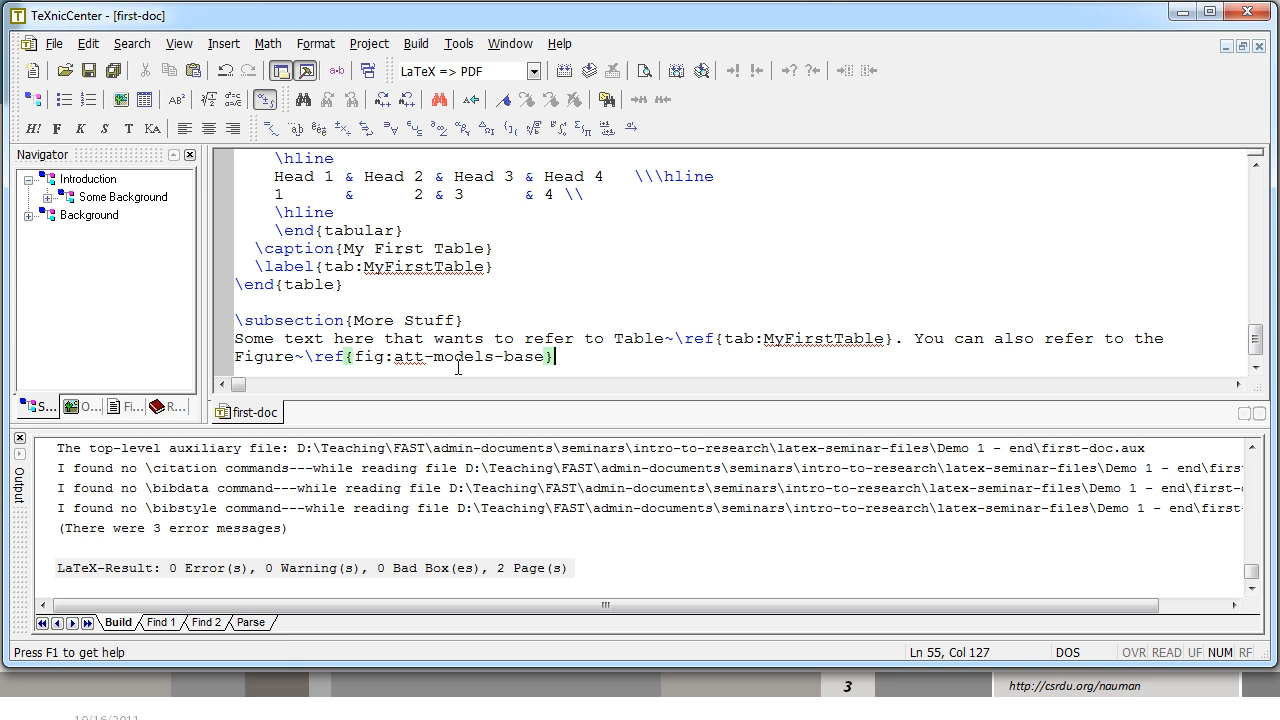 TeXnicCenter - [first-doc]
File Edit Search View Insert Math Format Project Build Tools Window Help
LaTeX => PDF
Navigator
Introduction
Some Background
Background
S... O... Fi... R...
\hline
Head 1 & Head 2 & Head 3 & Head 4 \\\hline
1 & 2 & 3 & 4 \\
\hline
\end{tabular}
\caption{My First Table}
\label{tab:MyFirstTable}
\end{table}
\subsection{More Stuff}
Some text here that wants to refer to Table~\ref{tab:MyFirstTable}. You can also refer to the
Figure~\ref{fig:att-models-base}
first-doc
Output
The top-level auxiliary file: D:\Teaching\FAST\admin-documents\seminars\intro-to-research\latex-seminar-files\Demo 1 - end\first-doc.aux
I found no \citation commands---while reading file D:\Teaching\FAST\admin-documents\seminars\intro-to-research\latex-seminar-files\Demo 1 - end\first-
I found no \bibdata command---while reading file D:\Teaching\FAST\admin-documents\seminars\intro-to-research\latex-seminar-files\Demo 1 - end\first-
I found no \bibstyle command---while reading file D:\Teaching\FAST\admin-documents\seminars\intro-to-research\latex-seminar-files\Demo 1 - end\first-
(There were 3 error messages)
LaTeX-Result: 0 Error(s), 0 Warning(s), 0 Bad Box(es), 2 Page(s)
Build Find 1 Find 2 Parse
Press F1 to get help
Ln 55, Col 127 DOS OVR READ UF NUM RF
3 http://csrdu.org/nauman
10/16/2011